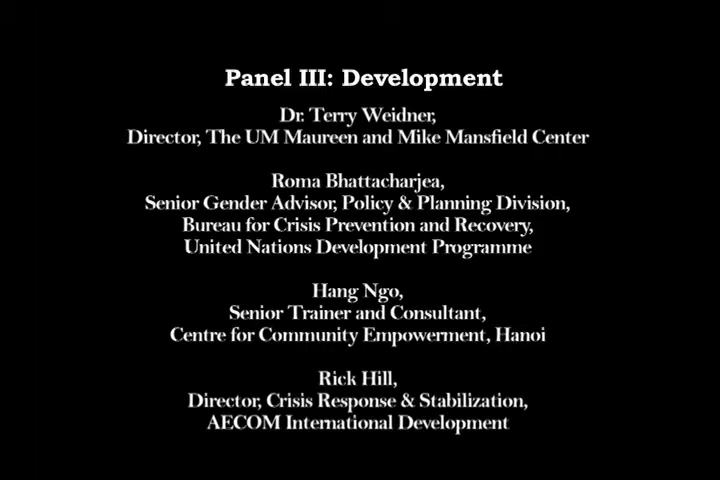 Panel III: Development
Dr. Terry Weidner,
Director, The UM Maureen and Mike Mansfield Center
Roma Bhattacharjea,
Senior Gender Advisor, Policy & Planning Division,
Bureau for Crisis Prevention and Recovery,
United Nations Development Programme
Hang Ngo,
Senior Trainer and Consultant,
Centre for Community Empowerment, Hanoi
Rick Hill,
Director, Crisis Response & Stabilization,
AECOM International Development